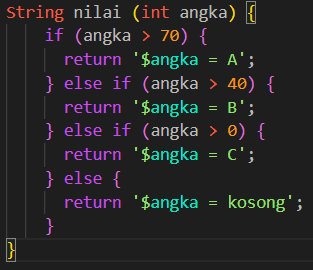 String nilai (int angka) {
    if (angka > 70) {
      return '$angka = A';
    } else if (angka > 40) {
      return '$angka = B';
    } else if (angka > 0) {
      return '$angka = C';
    } else {
      return '$angka = kosong';
    }
}